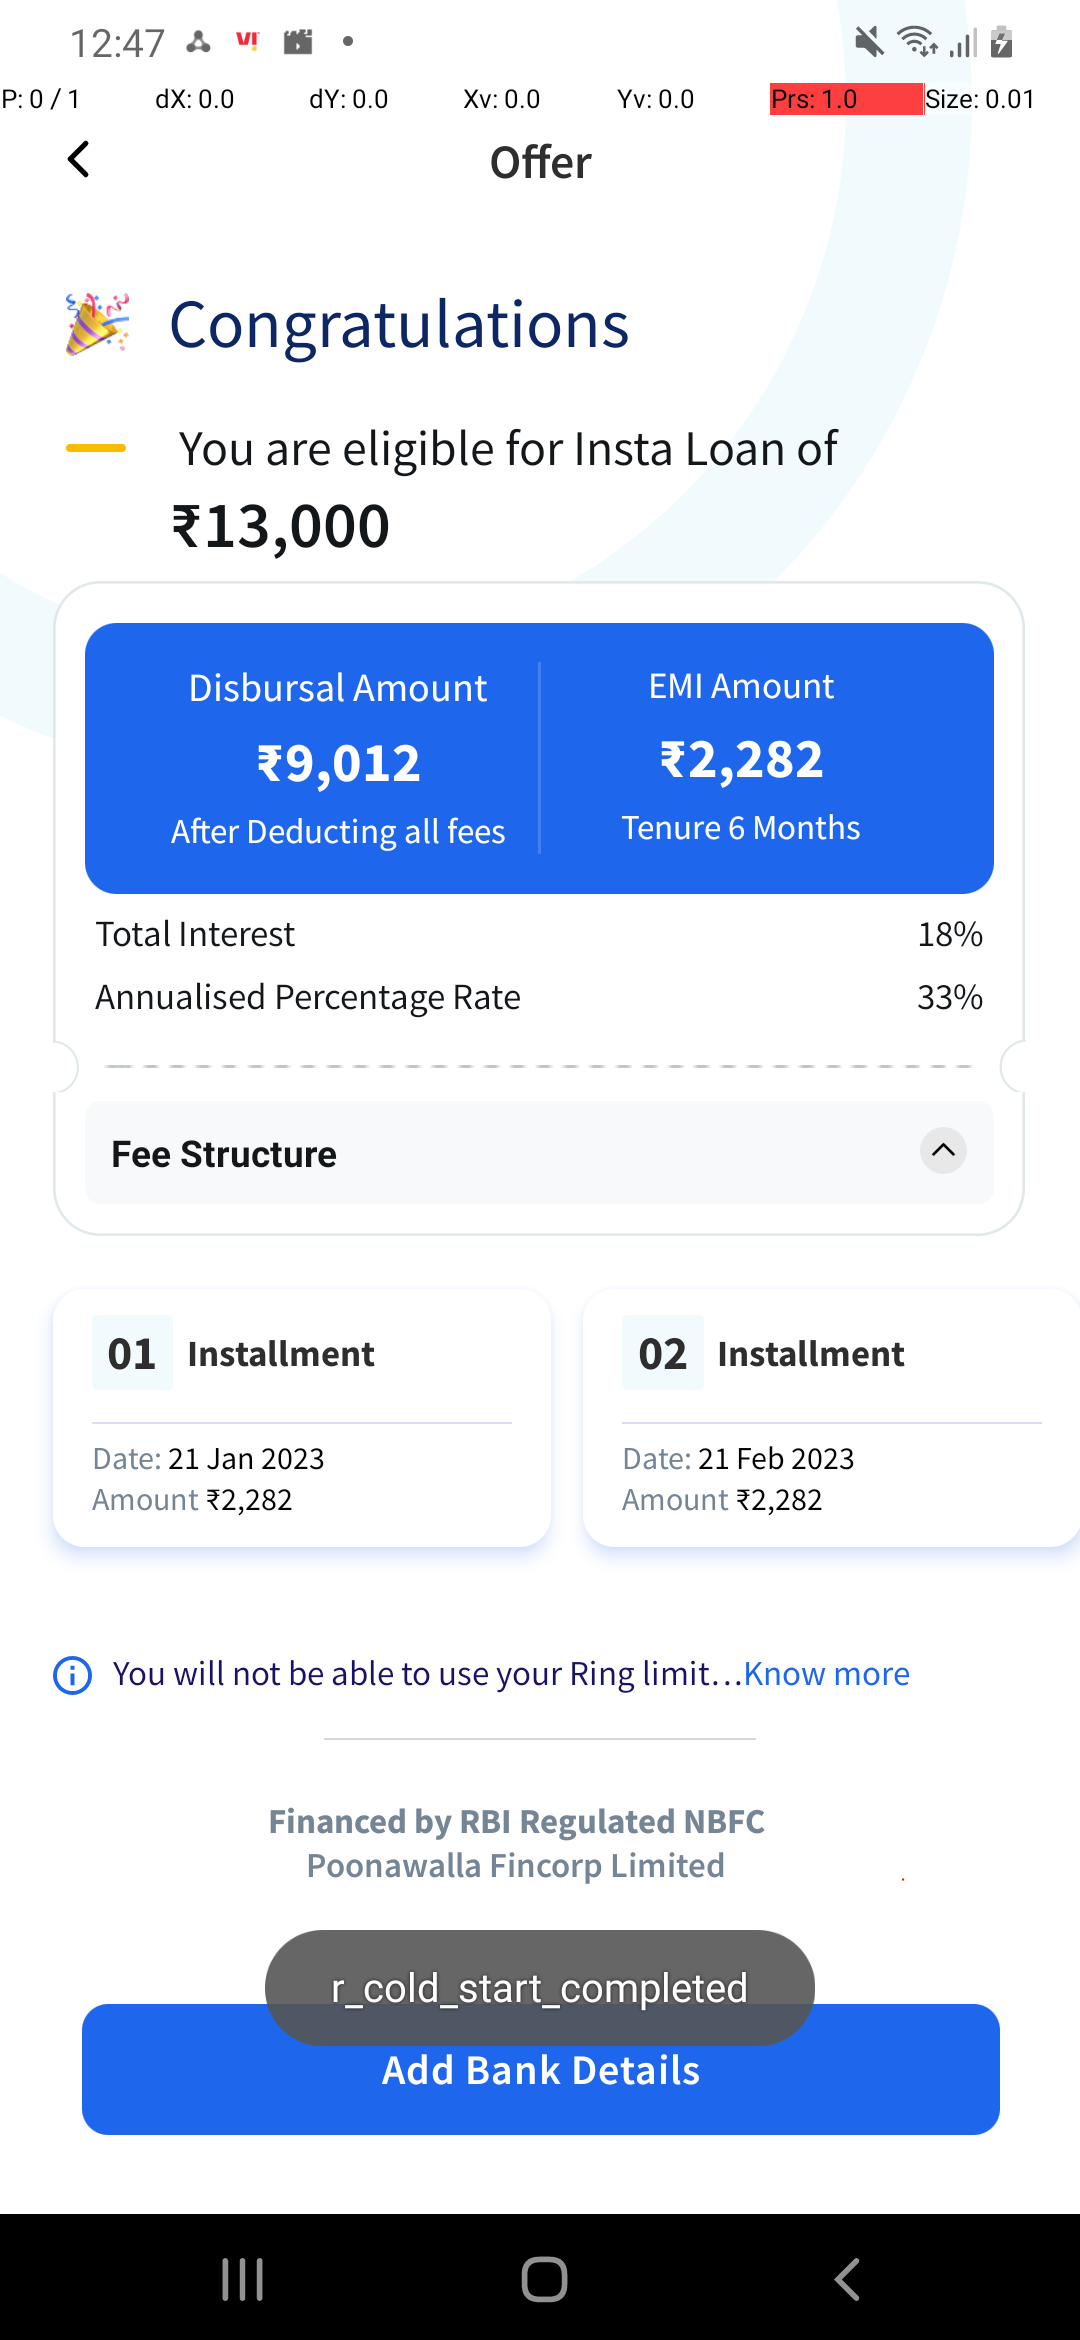 12:47 VI!
P: 0 / 1 dX: 0.0 dY: 0.0 Xv: 0.0 Yv: 0.0 Prs: 1.0 Size: 0.01
Offer
Congratulations
You are eligible for Insta Loan of
₹13,000
Disbursal Amount EMI Amount
₹9,012 ₹2,282
After Deducting all fees Tenure 6 Months
Total Interest 18%
Annualised Percentage Rate 33%
Fee Structure
01 Installment 02 Installment
Date: 21 Jan 2023 Date: 21 Feb 2023
Amount ₹2,282 Amount ₹2,282
You will not be able to use your Ring limit...Know more
Financed by RBI Regulated NBFC
Poonawalla Fincorp Limited
r_cold_start_completed
Add Bank Details